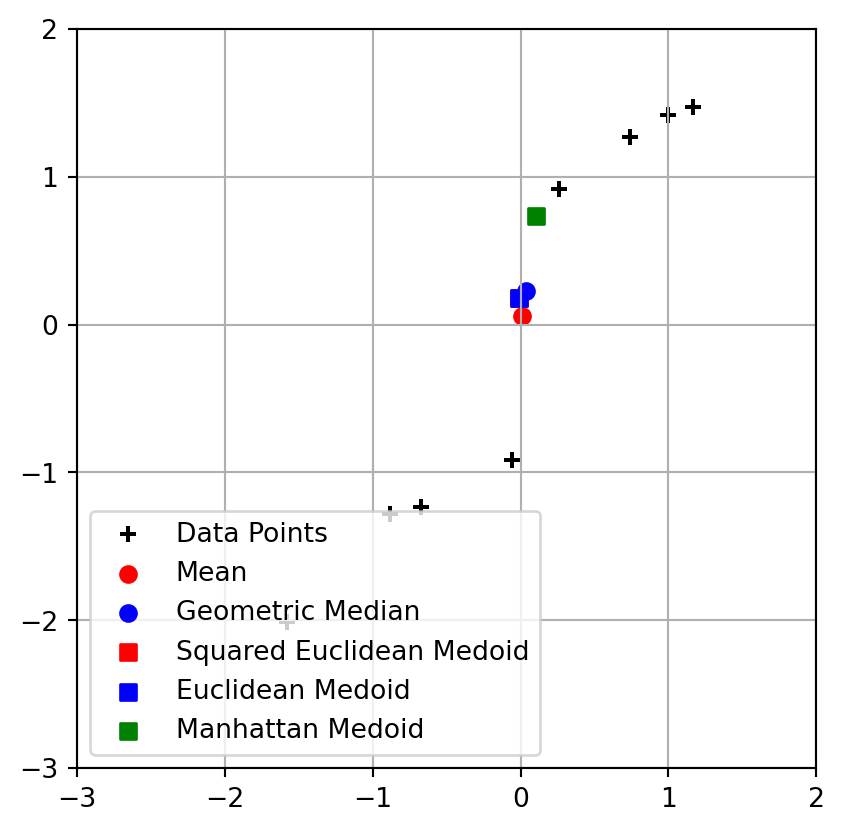 2
1
0
−1
−2
−3
Data Points
Mean
Geometric Median
Squared Euclidean Medoid
Euclidean Medoid
Manhattan Medoid
−3 −2 −1 0 1 2